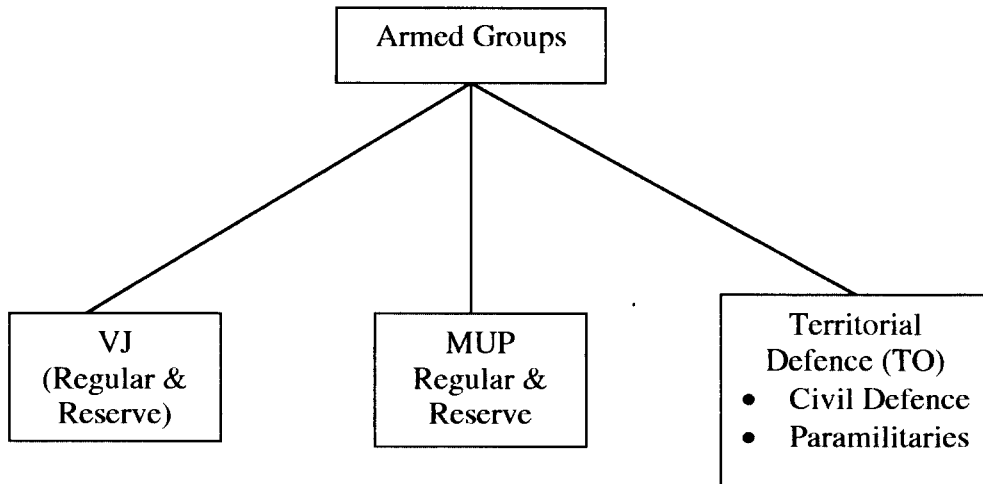 Armed Groups
VJ
(Regular &
Reserve)
MUP
Regular &
Reserve
Territorial
Defence (TO)
• Civil Defence
• Paramilitaries